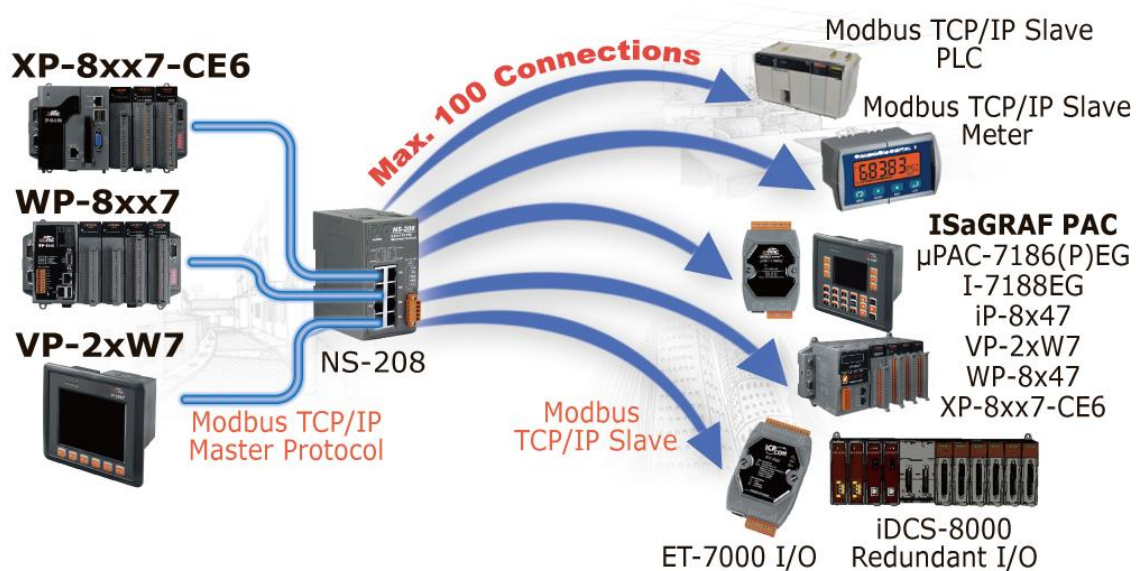 XP-8xx7-CE6
WP-8xx7
VP-2xW7
Modbus TCP/IP
Master Protocol
NS-208
NS-208
Max. 100 Connections
Modbus
TCP/IP Slave
Modbus TCP/IP Slave
PLC
Modbus TCP/IP Slave
Meter
68383
ISaGRAF PAC
µPAC-7186(P)EG
I-7188EG
iP-8x47
VP-2xW7
WP-8x47
XP-8xx7-CE6
ET-7000 I/O
iDCS-8000
Redundant I/O